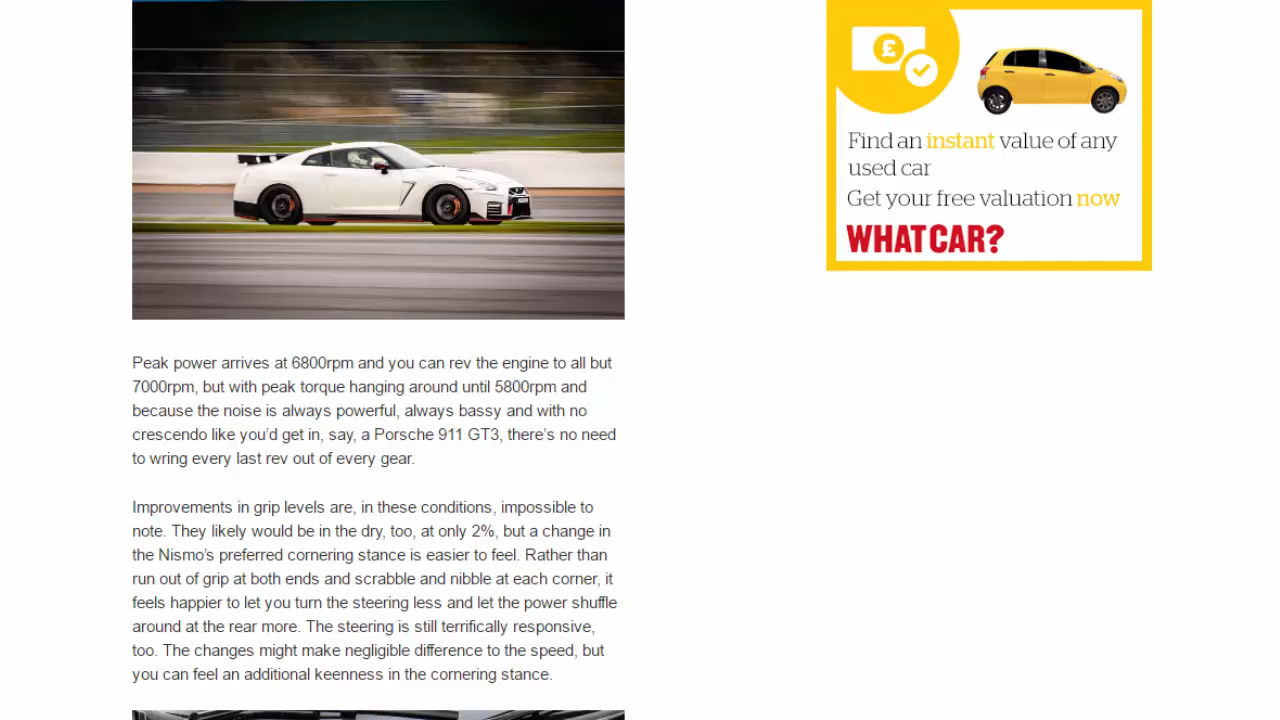 Peak power arrives at 6800rpm and you can rev the engine to all but
7000rpm, but with peak torque hanging around until 5800rpm and
because the noise is always powerful, always bassy and with no
crescendo like you’d get in, say, a Porsche 911 GT3, there’s no need
to wring every last rev out of every gear.
Improvements in grip levels are, in these conditions, impossible to
note. They likely would be in the dry, too, at only 2%, but a change in
the Nismo’s preferred cornering stance is easier to feel. Rather than
run out of grip at both ends and scrabble and nibble at each corner, it
feels happier to let you turn the steering less and let the power shuffle
around at the rear more. The steering is still terrifically responsive,
too. The changes might make negligible difference to the speed, but
you can feel an additional keenness in the cornering stance.
£
Find an instant value of any
used car
Get your free valuation now
WHAT CAR?